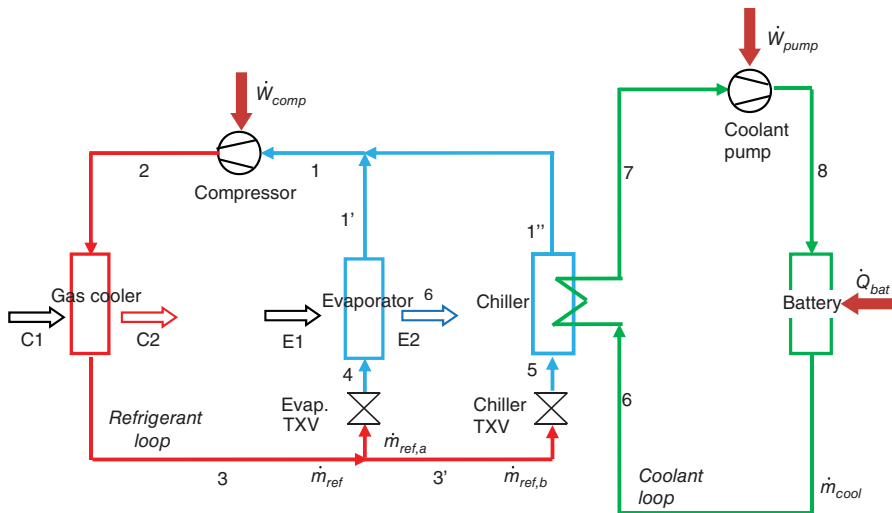 Ẇpump
Ẇcomp
Coolant
pump
2
1
7
8
Compressor
1’
1’’
Gas cooler
Evaporator
6
Chiller
Q̇bat
Battery
C1
C2
E1
E2
4
5
6
Refrigerant
loop
Evap.
TXV
Chiller
TXV
ṁref,a
3
ṁref
3’
ṁref,b
Coolant
loop
ṁcool